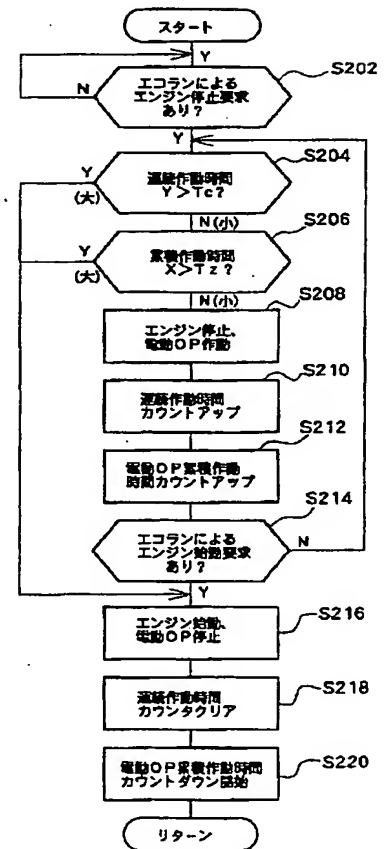 スタート
Y
N
エコランによる
エンジン停止要求
あり?
S202
Y
S204
Y
(大)
連続作動時間
Y>Tc?
N(小)
S206
Y
(大)
累積作動時間
X>Tz?
N(小)
S208
エンジン停止、
電動OP作動
S210
連続作動時間
カウントアップ
S212
電動OP累積作動
時間カウントアップ
S214
エコランによる
エンジン始動要求
あり?
N
Y
S216
エンジン始動、
電動OP停止
S218
連続作動時間
カウンタクリア
S220
電動OP累積作動時間
カウントダウン開始
リターン